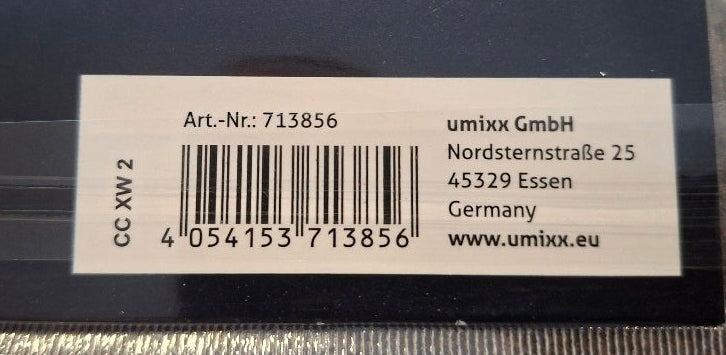 CC XW 2
Art.-Nr.: 713856
4 054153 713856
umixx GmbH
Nordsternstraße 25
45329 Essen
Germany
www.umixx.eu